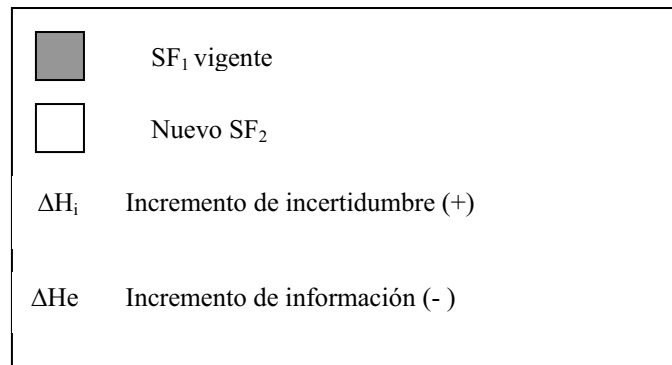 SF₁ vigente
Nuevo SF₂
ΔHᵢ Incremento de incertidumbre (+)
ΔHe Incremento de información (- )